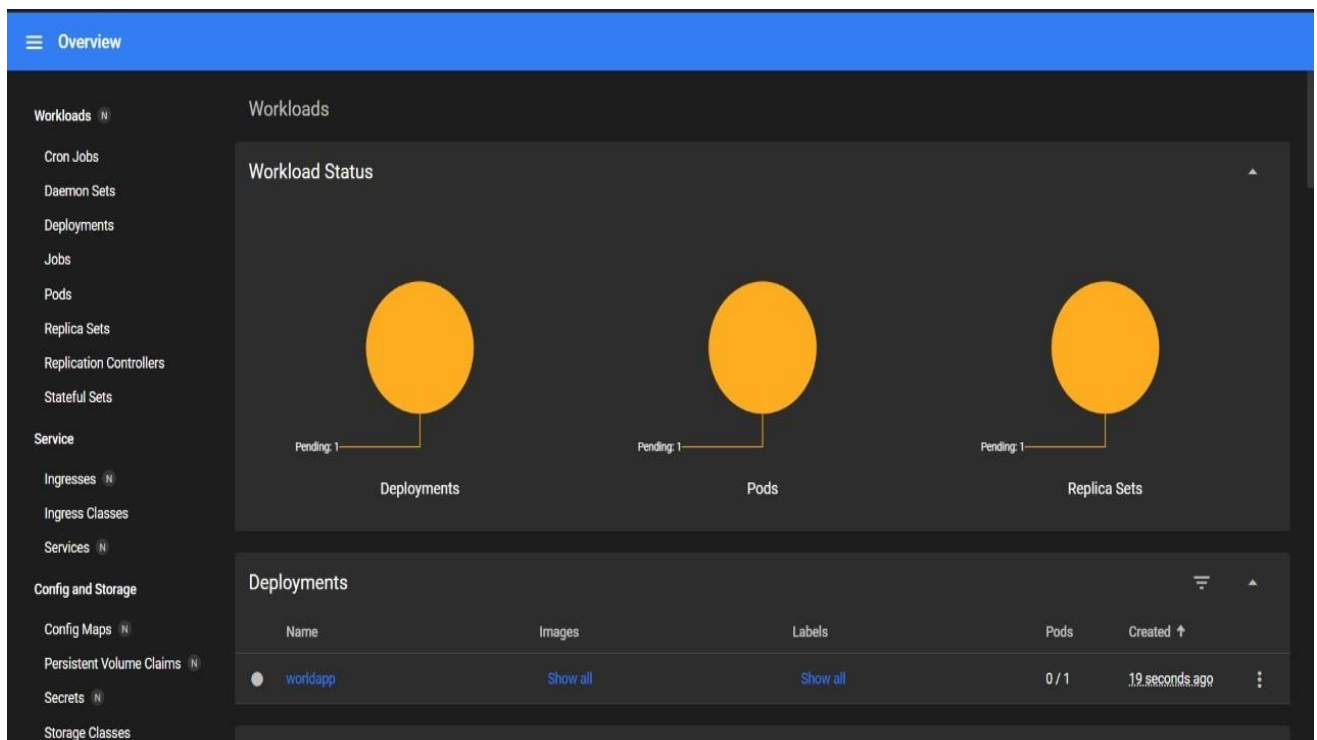 Overview
Workloads N
Cron Jobs
Daemon Sets
Deployments
Jobs
Pods
Replica Sets
Replication Controllers
Stateful Sets
Service
Ingresses N
Ingress Classes
Services N
Config and Storage
Config Maps N
Persistent Volume Claims N
Secrets N
Storage Classes
Workloads
Workload Status
Pending: 1 Pending: 1 Pending: 1
Deployments Pods Replica Sets
Deployments
Name Images Labels Pods Created ↑
worldapp Show all Show all 0 / 1 19 seconds ago